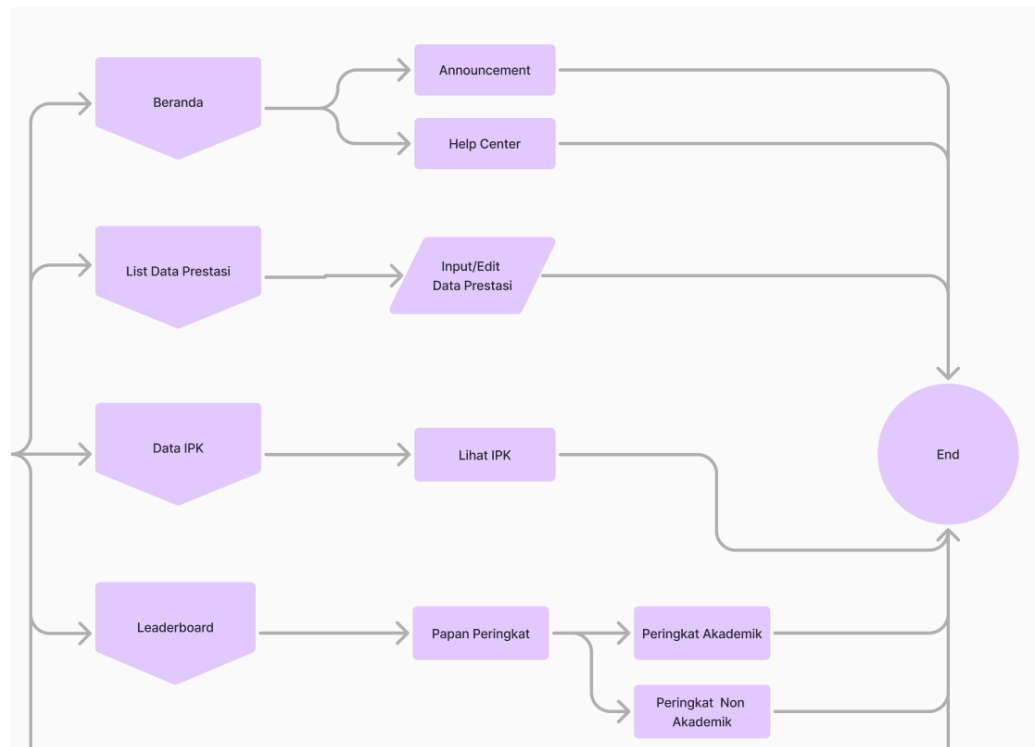 Beranda
Announcement
Help Center
List Data Prestasi
Input/Edit
Data Prestasi
Data IPK
Lihat IPK
End
Leaderboard
Papan Peringkat
Peringkat Akademik
Peringkat Non
Akademik